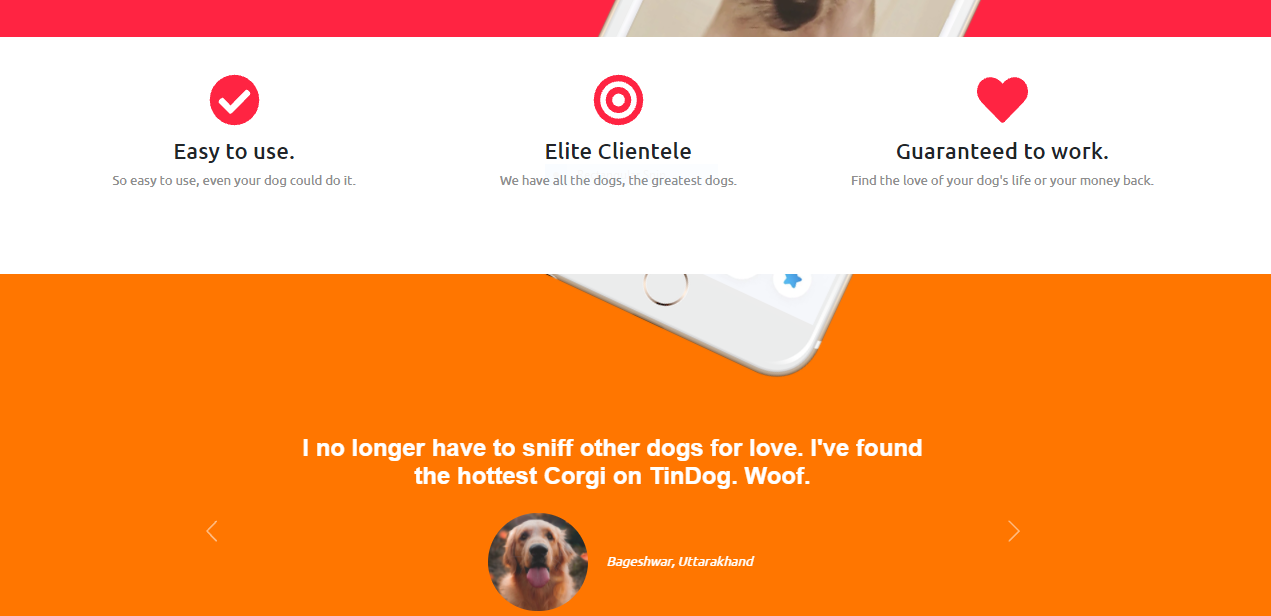 Easy to use.
So easy to use, even your dog could do it.
Elite Clientele
We have all the dogs, the greatest dogs.
Guaranteed to work.
Find the love of your dog's life or your money back.
I no longer have to sniff other dogs for love. I've found
the hottest Corgi on TinDog. Woof.
Bageshwar, Uttarakhand